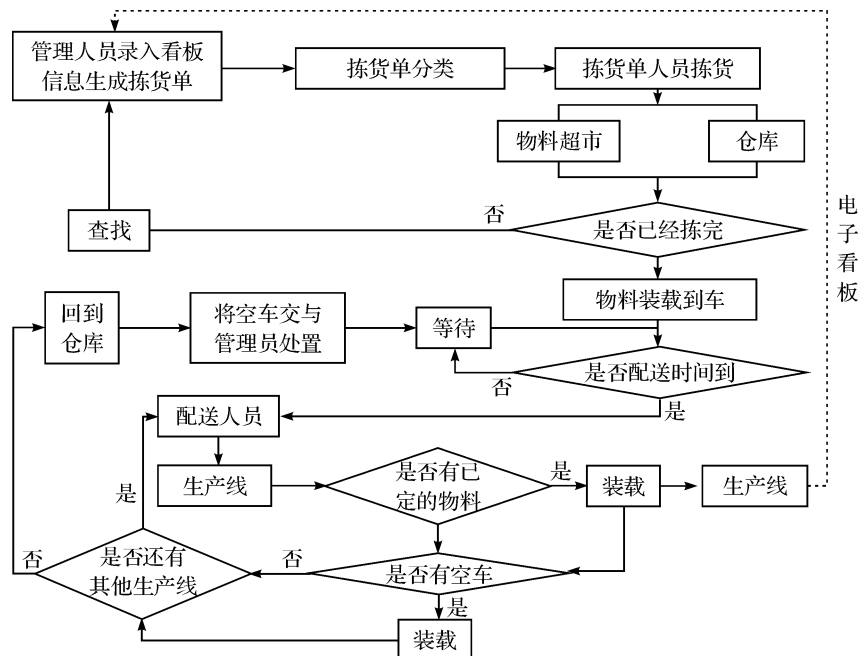 管理人员录入看板
信息生成拣货单
拣货单分类
拣货单人员拣货
物料超市
仓库
电子看板
查找
否
是否已经拣完
物料装载到车
回到
仓库
将空车交与
管理员处置
等待
是否配送时间到
否
是
配送人员
生产线
是否有已
定的物料
是
装载
生产线
是
否
是否还有
其他生产线
否
是否有空车
是
装载